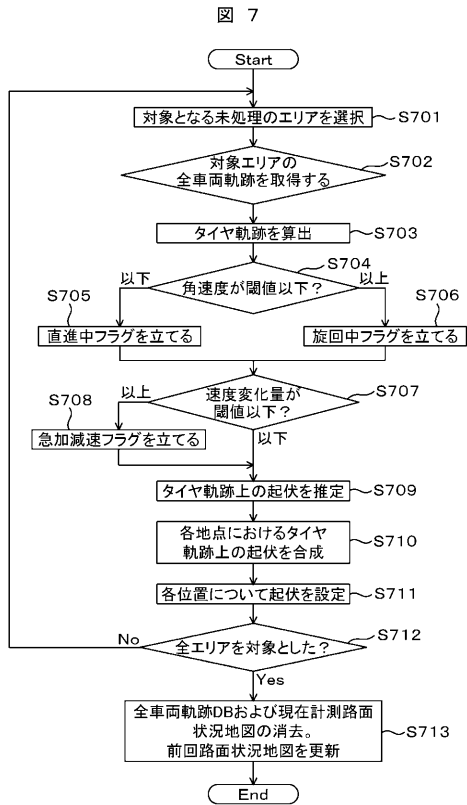 図 7
Start
対象となる未処理のエリアを選択
S701
対象エリアの
全車両軌跡を取得する
S702
タイヤ軌跡を算出
S703
角速度が閾値以下？
S704
以下
以上
S705
直進中フラグを立てる
S706
旋回中フラグを立てる
速度変化量が
閾値以下？
S707
以上
以下
S708
急加減速フラグを立てる
タイヤ軌跡上の起伏を推定
S709
各地点におけるタイヤ
軌跡上の起伏を合成
S710
各位置について起伏を設定
S711
全エリアを対象とした？
S712
No
Yes
全車両軌跡DBおよび現在計測路面
状況地図の消去。
前回路面状況地図を更新
S713
End